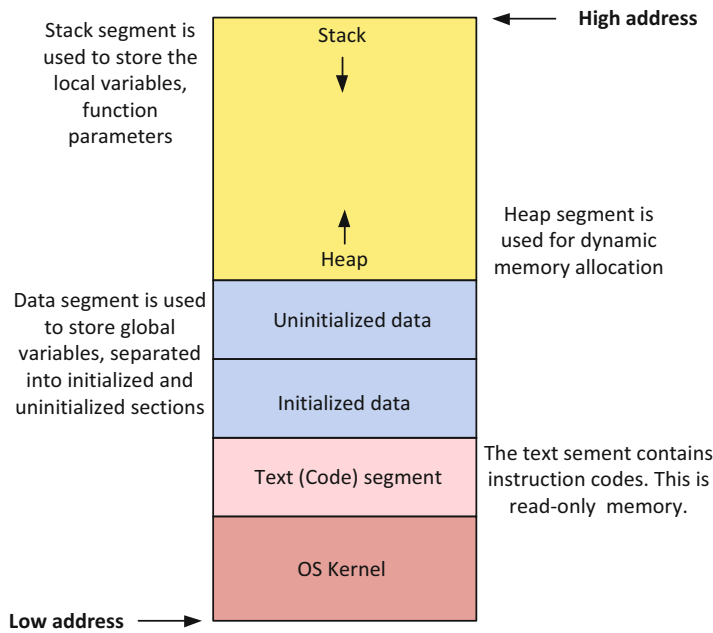 Stack segment is
used to store the
local variables,
function
parameters
Stack
High address
Heap segment is
used for dynamic
memory allocation
Heap
Data segment is used
to store global
variables, separated
into initialized and
uninitialized sections
Uninitialized data
Initialized data
Text (Code) segment
The text sement contains
instruction codes. This is
read-only memory.
OS Kernel
Low address